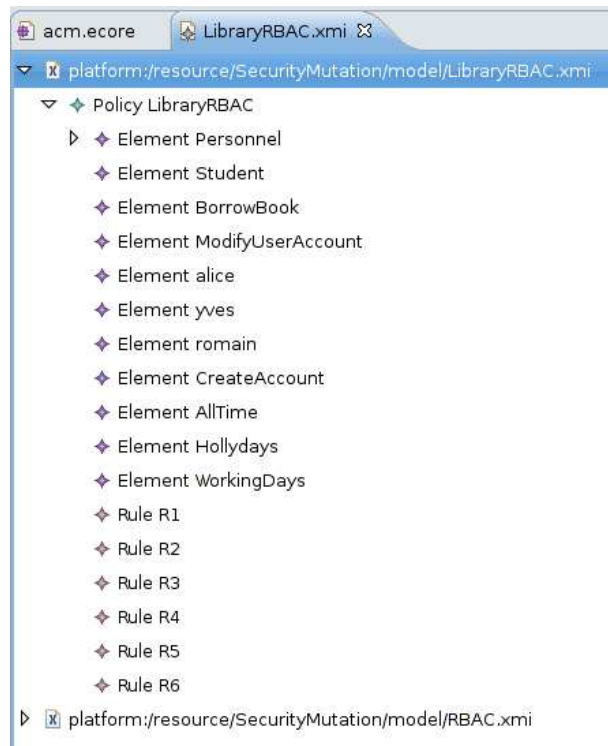 acm.ecore LibraryRBAC.xmi
platform:/resource/SecurityMutation/model/LibraryRBAC.xmi
Policy LibraryRBAC
Element Personnel
Element Student
Element BorrowBook
Element ModifyUserAccount
Element alice
Element yves
Element romain
Element CreateAccount
Element AllTime
Element Hollydays
Element WorkingDays
Rule R1
Rule R2
Rule R3
Rule R4
Rule R5
Rule R6
platform:/resource/SecurityMutation/model/RBAC.xmi